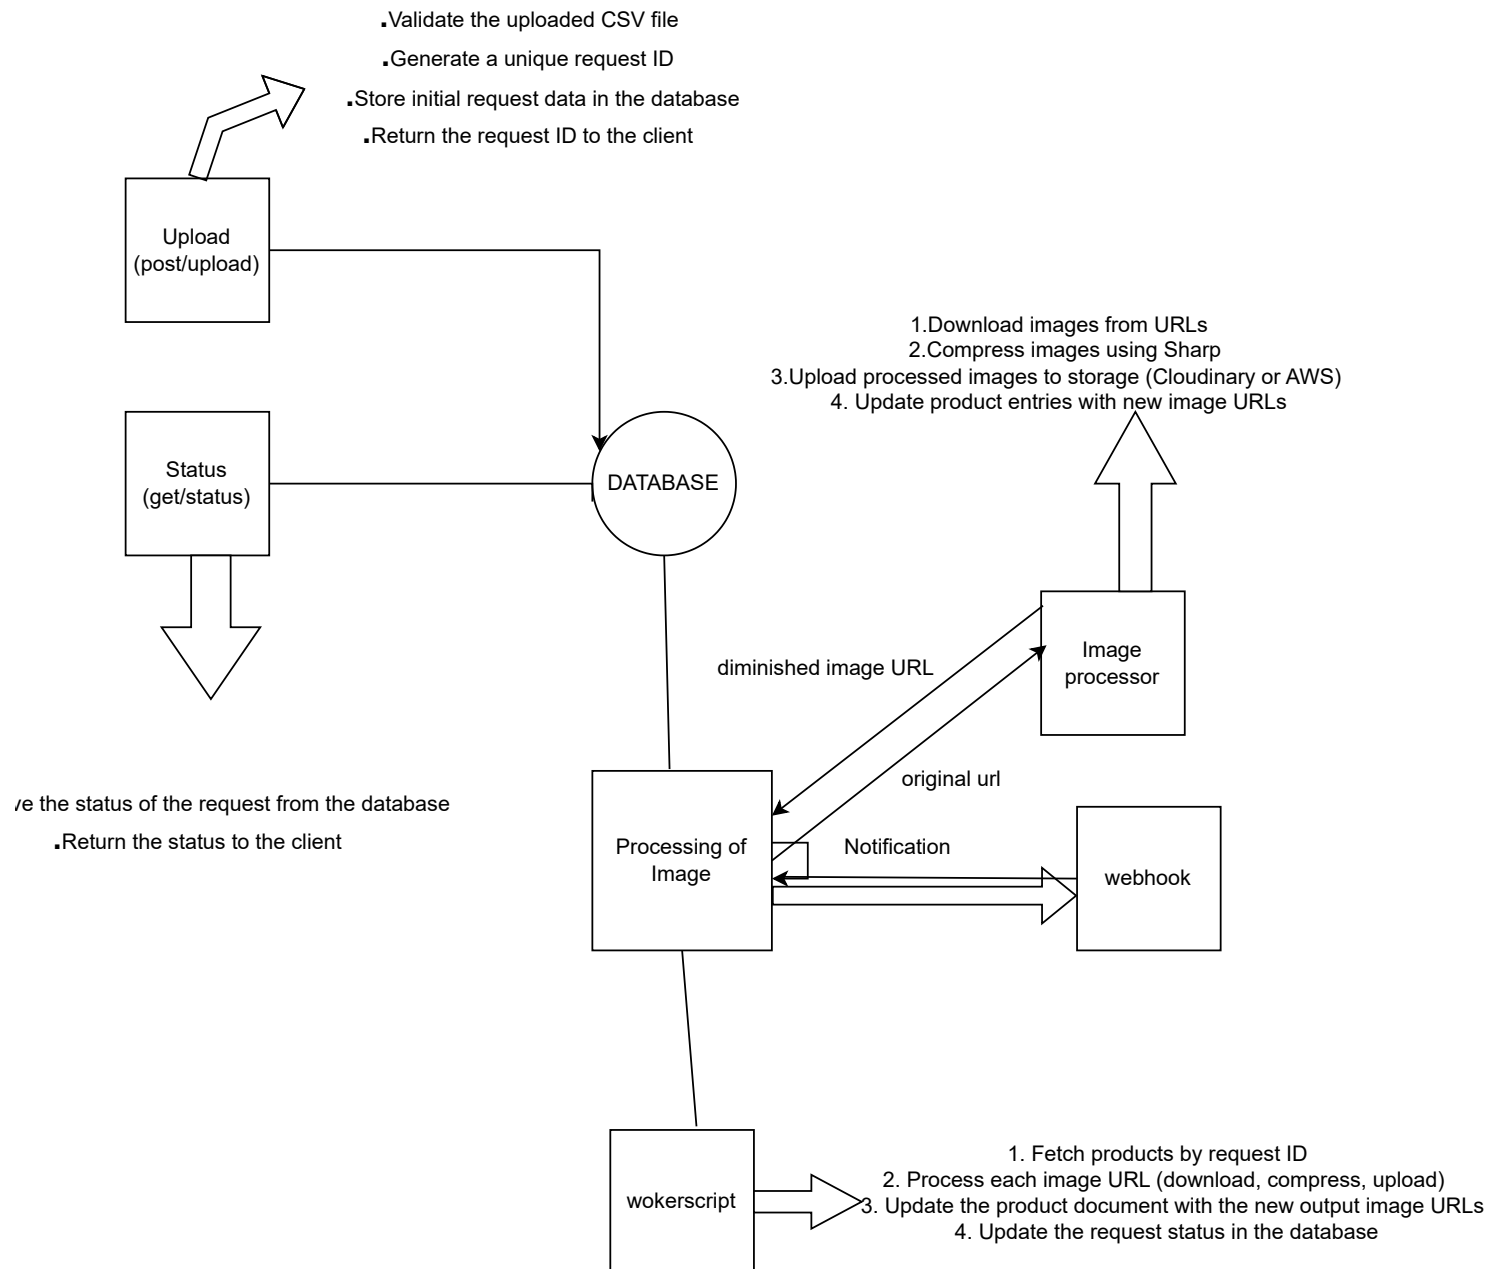 .Validate the uploaded CSV file
.Generate a unique request ID
.Store initial request data in the database
.Return the request ID to the client
Upload
(post/upload)
1.Download images from URLs
2.Compress images using Sharp
3.Upload processed images to storage (Cloudinary or AWS)
4. Update product entries with new image URLs
Status
(get/status)
DATABASE
Image
processor
diminished image URL
original url
the status of the request from the database
.Return the status to the client
Processing of
Image
Notification
webhook
wokerscript
1. Fetch products by request ID
2. Process each image URL (download, compress, upload)
3. Update the product document with the new output image URLs
4. Update the request status in the database